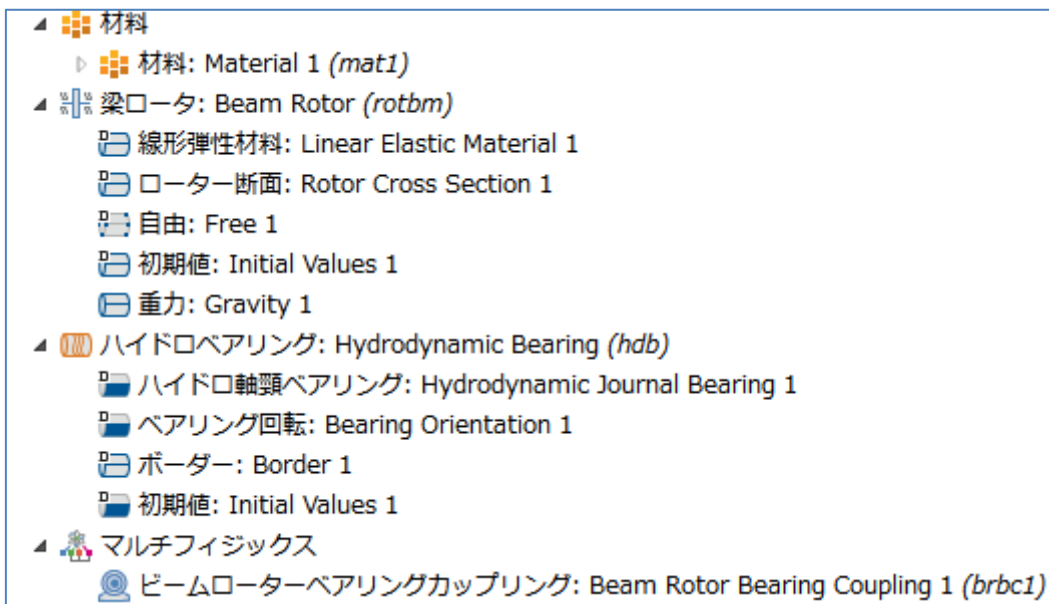 材料
材料: Material 1 (mat1)
梁ロータ: Beam Rotor (rotbm)
線形弾性材料: Linear Elastic Material 1
ローター断面: Rotor Cross Section 1
自由: Free 1
初期値: Initial Values 1
重力: Gravity 1
ハイドロベアリング: Hydrodynamic Bearing (hdb)
ハイドロ軸頸ベアリング: Hydrodynamic Journal Bearing 1
ベアリング回転: Bearing Orientation 1
ボーダー: Border 1
初期値: Initial Values 1
マルチフィジックス
ビームローターベアリングカップリング: Beam Rotor Bearing Coupling 1 (brbc1)